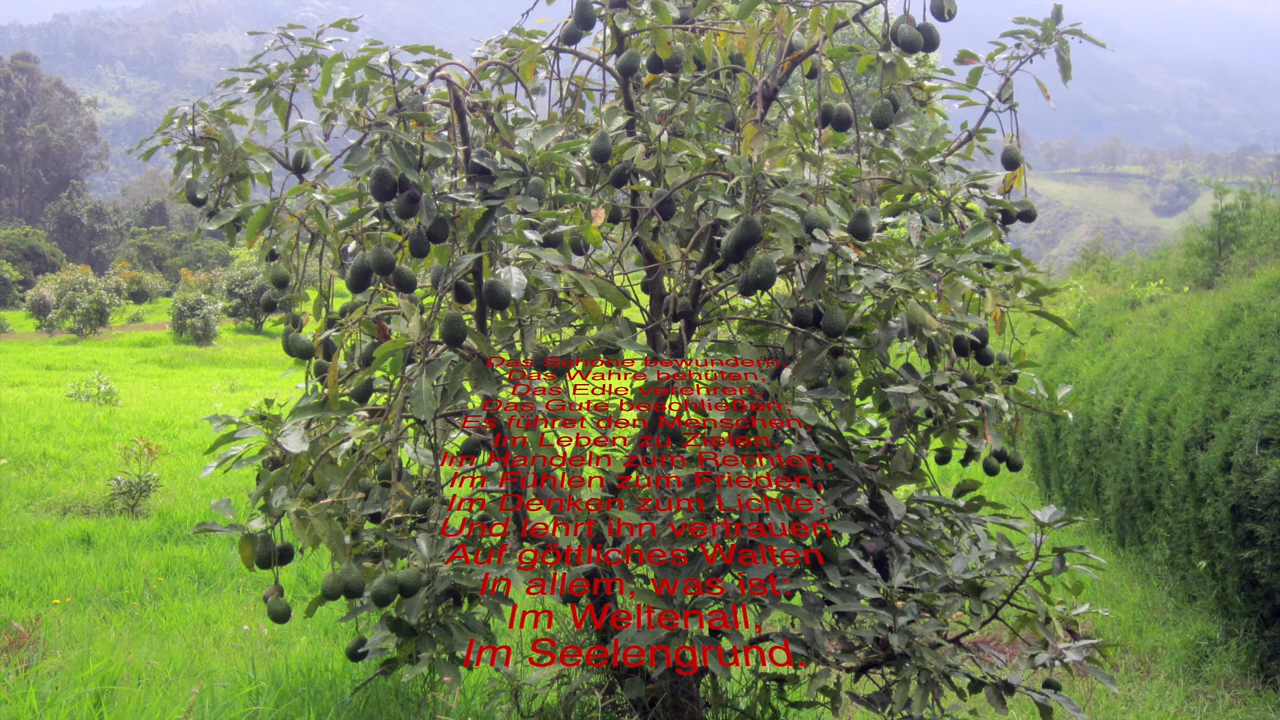 Das Schöne bewundern,
Das Wahre behüten,
Das Edle verehren,
Das Gute beschließen;
Es führet den Menschen,
Im Leben zu Zielen,
Im Handeln zum Rechten,
Im Fühlen zum Frieden,
Im Denken zum Lichte;
Und lehrt ihn vertrauen
Auf göttliches Walten
In allem, was ist:
Im Weltenall,
Im Seelengrund.